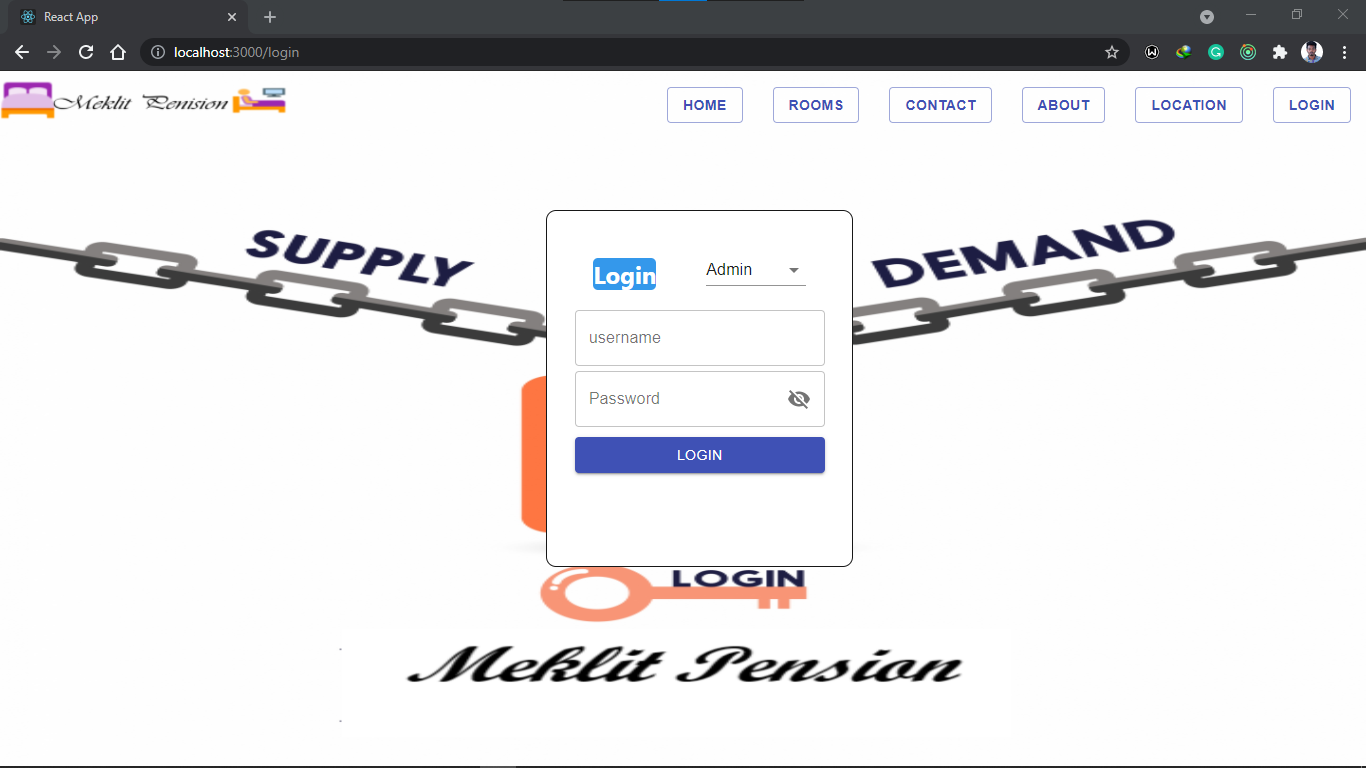 React App
localhost:3000/login
Meklit Penision
HOME ROOMS CONTACT ABOUT LOCATION LOGIN
SUPPLY
DEMAND
Login Admin
username
Password
LOGIN
LOGIN
Meklit Pension